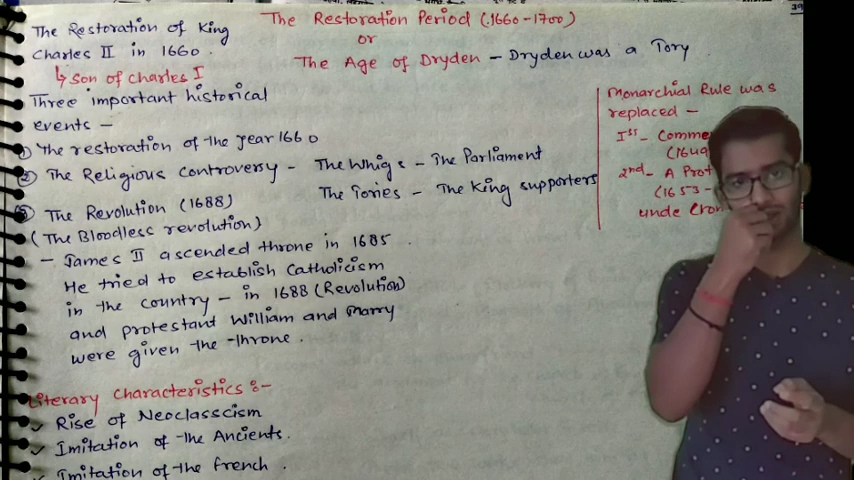 The Restoration Period (.1660-1700)
or
The Age of Dryden - Dryden was a Tory
The Restoration of King
Charles II in 1660.
↳ Son of Charles I
Three important historical
events -
① The restoration of the year 1660
② The Religious controversy - The Whigs - The Parliament
The Tories - The King supporters
③ The Revolution (1688)
(The Bloodless revolution)
- James II ascended throne in 1685.
He tried to establish Catholicism
in the country - in 1688 (Revolution)
and protestant William and Marry
were given the throne.
Literary Characteristics :-
✓ Rise of Neoclasscism
✓ Imitation of the Ancients.
✓ Imitation of the French.
Monarchial Rule was
replaced -
Ist - Comme
(164
2nd - A Prot
(1653 -
unde Crom